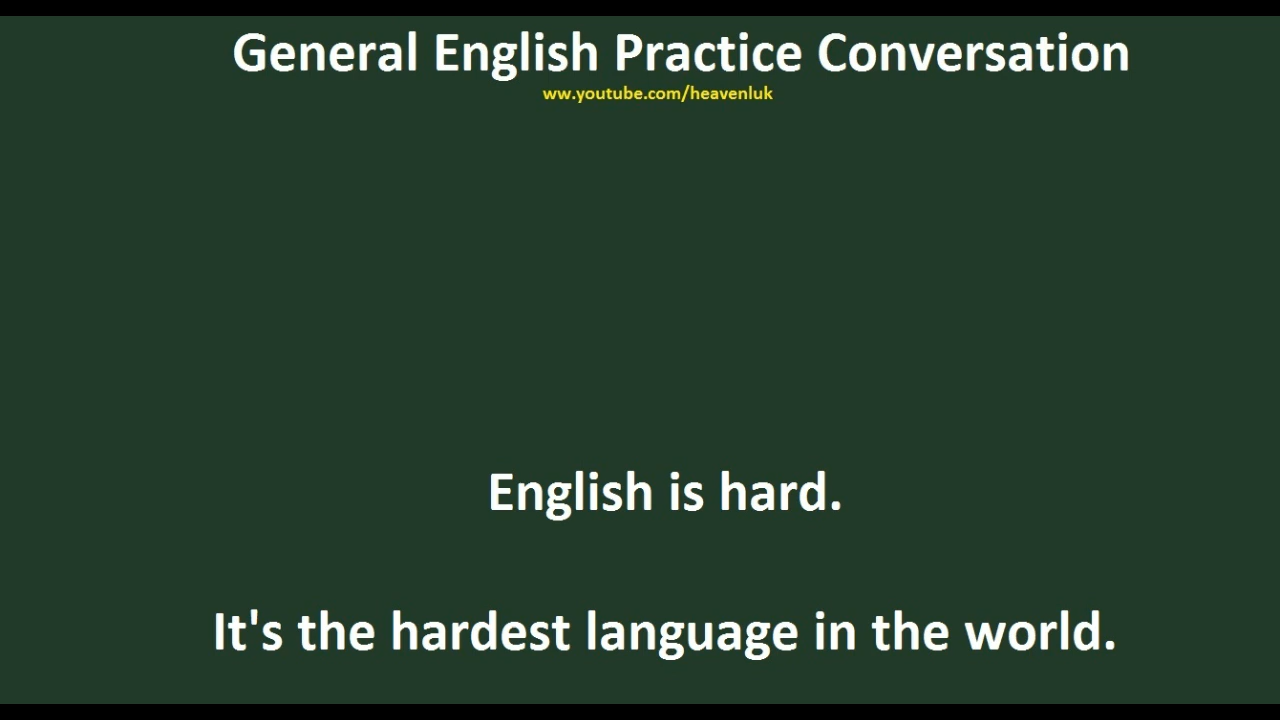 General English Practice Conversation
ww.youtube.com/heavenluk
English is hard.
It's the hardest language in the world.